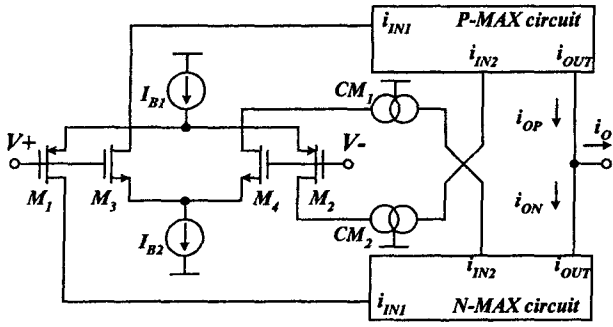 P-MAX circuit
i_IN1
i_IN2
i_OUT
I_B1
CM_1
i_OP
i_O
V+
V-
M_1
M_3
M_4
M_2
i_ON
I_B2
CM_2
i_IN2
i_OUT
i_IN1
N-MAX circuit